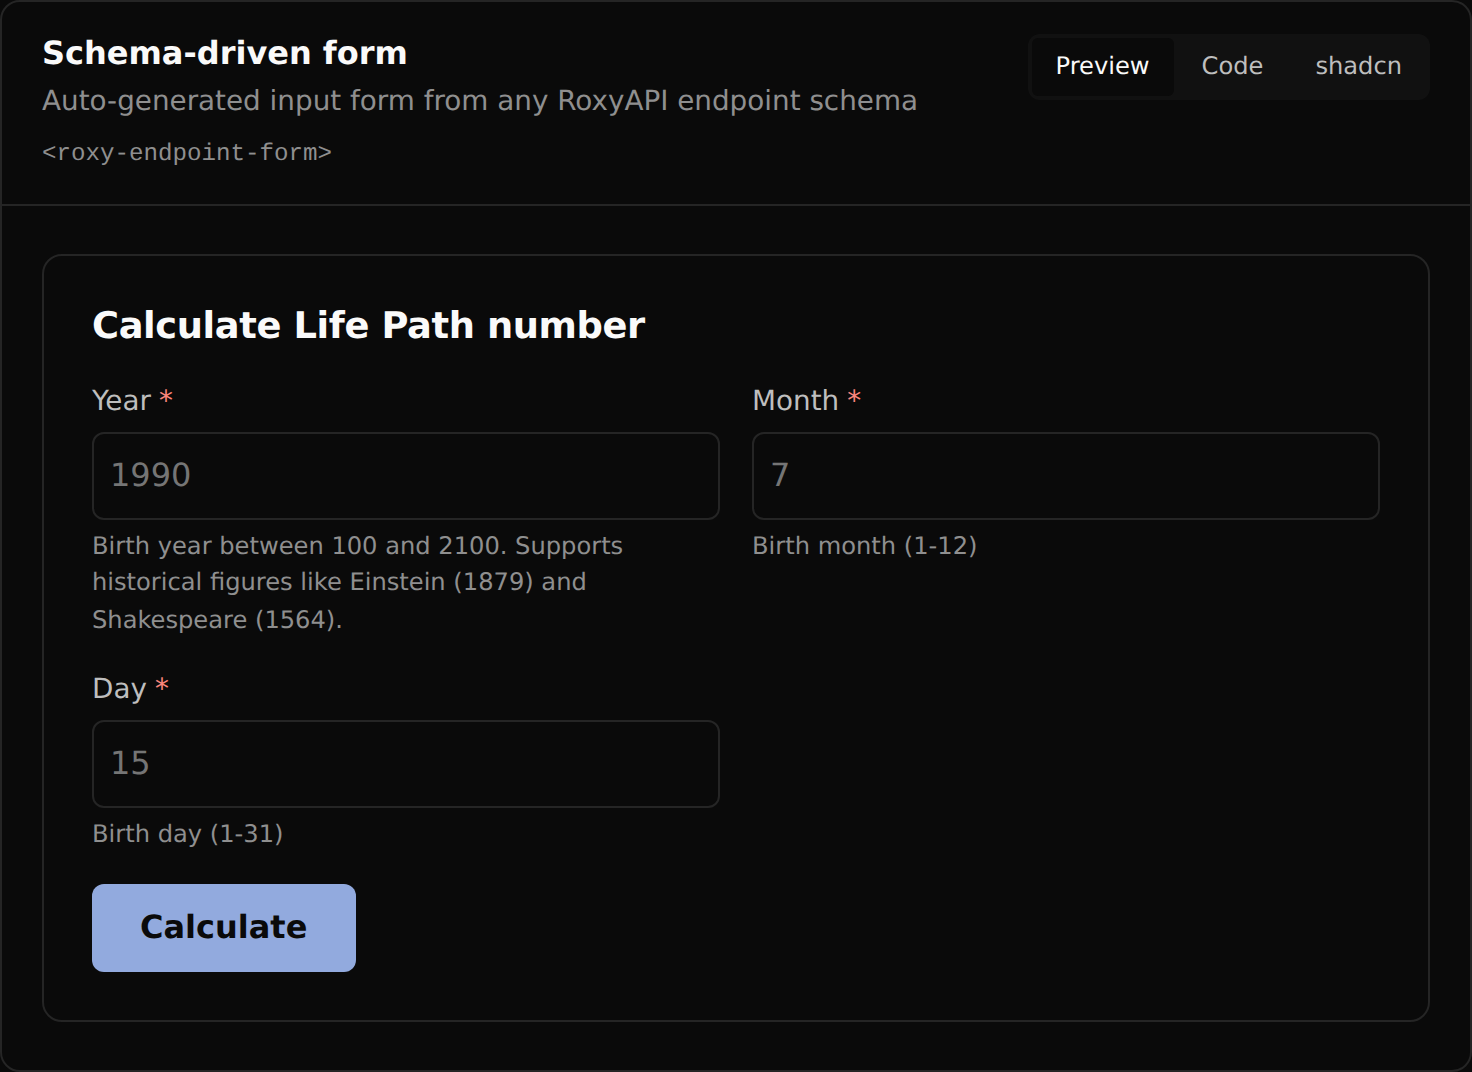 Schema-driven form
Auto-generated input form from any RoxyAPI endpoint schema
<roxy-endpoint-form>
Preview
Code
shadcn
Calculate Life Path number
Year *
1990
Birth year between 100 and 2100. Supports
historical figures like Einstein (1879) and
Shakespeare (1564).
Month *
7
Birth month (1-12)
Day *
15
Birth day (1-31)
Calculate